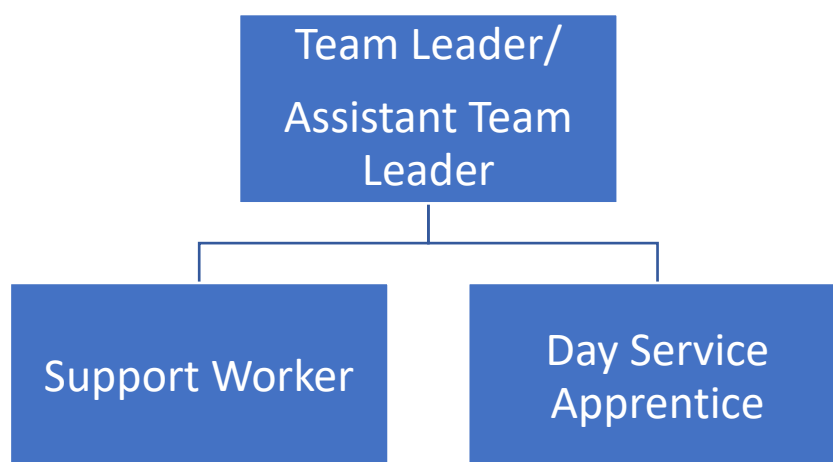 Team Leader/
Assistant Team
Leader
Support Worker
Day Service
Apprentice